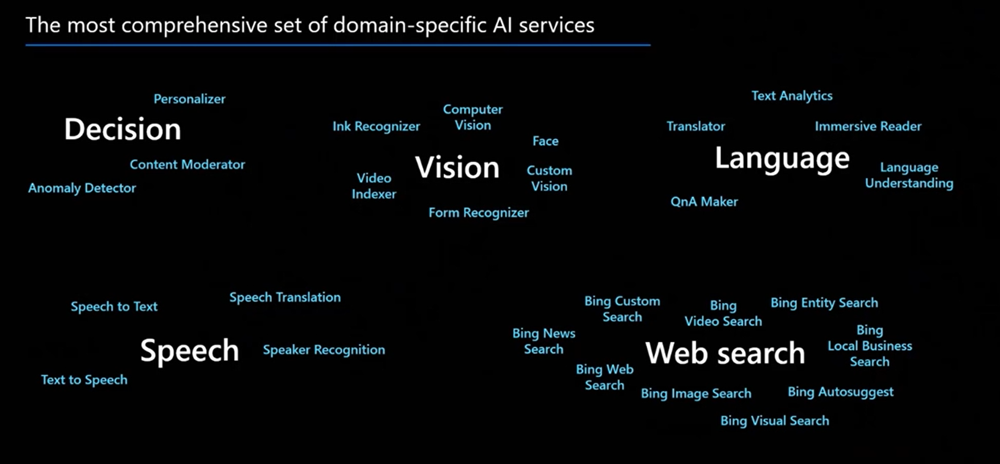 The most comprehensive set of domain-specific AI services
Personalizer
Decision
Content Moderator
Anomaly Detector
Computer
Vision
Ink Recognizer
Face
Vision
Custom
Vision
Video
Indexer
Form Recognizer
Text Analytics
Translator
Immersive Reader
Language
Language
Understanding
QnA Maker
Speech to Text
Speech Translation
Speech
Speaker Recognition
Text to Speech
Bing Custom
Search
Bing
Video Search
Bing Entity Search
Bing News
Search
Web search
Bing
Local Business
Search
Bing Web
Search
Bing Image Search
Bing Autosuggest
Bing Visual Search